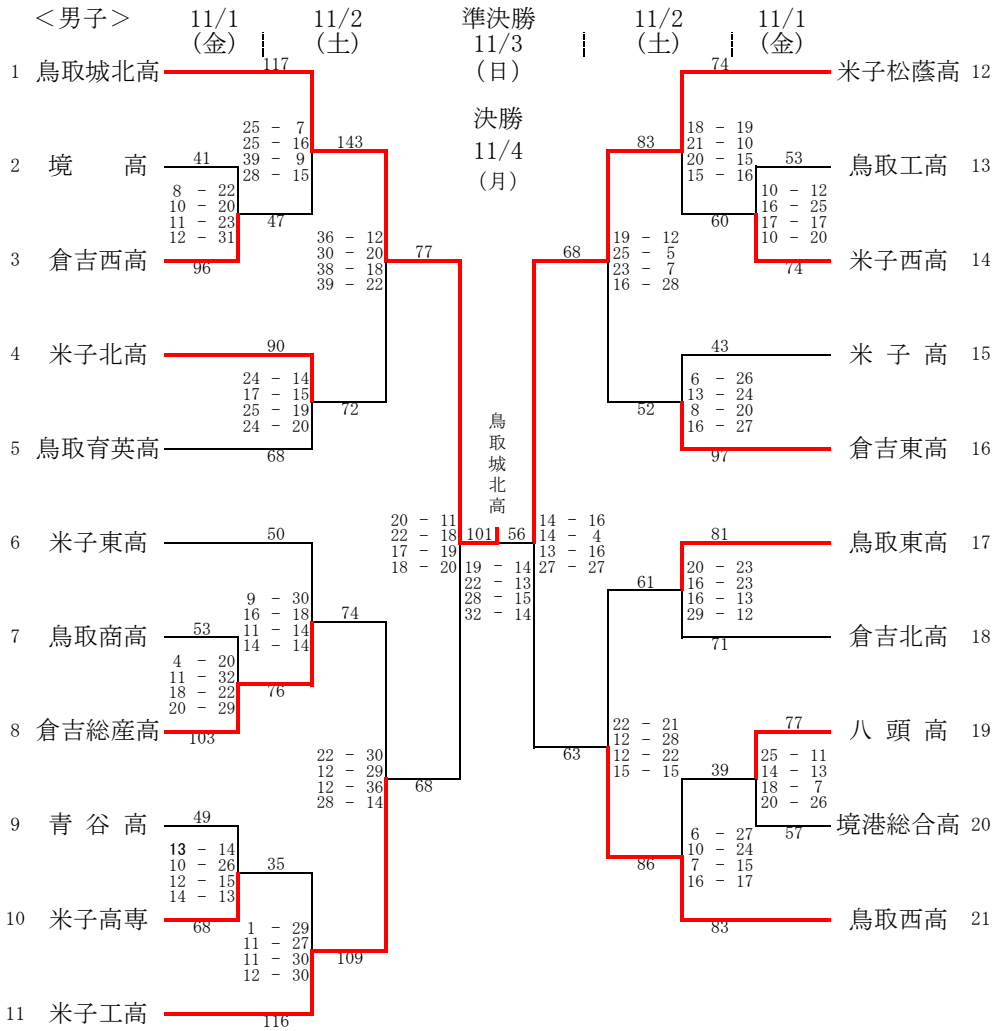 ＜男子＞ 11/1 11/2 準決勝 11/2 11/1
(金) (土) 11/3 (土) (金)
(日)
決勝
11/4
(月)
1 鳥取城北高
117
25 - 7
25 - 16
39 - 9
28 - 15
143
2 境 高
41
8 - 22
10 - 20
11 - 23
12 - 31
47
3 倉吉西高
96
36 - 12
30 - 20
38 - 18
39 - 22
77
4 米子北高
90
24 - 14
17 - 15
25 - 19
24 - 20
72
5 鳥取育英高
68
6 米子東高
50
9 - 30
16 - 18
11 - 14
14 - 14
74
7 鳥取商高
53
4 - 20
11 - 32
18 - 22
20 - 29
76
8 倉吉総産高
103
22 - 30
12 - 29
12 - 36
28 - 14
68
9 青谷高
49
13 - 14
10 - 26
12 - 15
14 - 13
35
10 米子高専
68
1 - 29
11 - 27
11 - 30
12 - 30
109
11 米子工高
116
20 - 11
22 - 18
17 - 19
18 - 20
鳥取城北高
101 56
19 - 14
22 - 13
28 - 15
32 - 14
14 - 16
14 - 4
13 - 16
27 - 27
74
米子松蔭高 12
83
18 - 19
21 - 10
20 - 15
15 - 16
53
鳥取工高 13
10 - 12
16 - 25
17 - 17
10 - 20
60
米子西高 14
74
68
19 - 12
25 - 5
23 - 7
16 - 28
43
米子高 15
6 - 26
13 - 24
8 - 20
16 - 27
52
倉吉東高 16
97
81
鳥取東高 17
61
20 - 23
16 - 23
16 - 13
29 - 12
倉吉北高 18
71
63
22 - 21
12 - 28
12 - 22
15 - 15
77
八頭高 19
39
25 - 11
14 - 13
18 - 7
20 - 26
境港総合高 20
57
6 - 27
10 - 24
7 - 15
16 - 17
86
鳥取西高 21
83